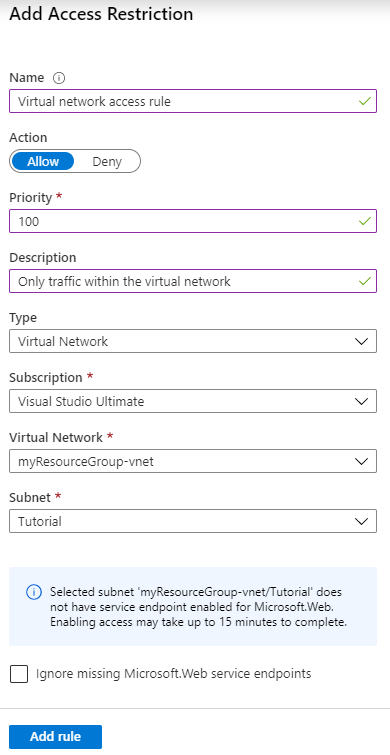 Add Access Restriction
Name
Virtual network access rule
Action
Allow Deny
Priority *
100
Description
Only traffic within the virtual network
Type
Virtual Network
Subscription *
Visual Studio Ultimate
Virtual Network *
myResourceGroup-vnet
Subnet *
Tutorial
Selected subnet 'myResourceGroup-vnet/Tutorial' does
not have service endpoint enabled for Microsoft.Web.
Enabling access may take up to 15 minutes to complete.
Ignore missing Microsoft.Web service endpoints
Add rule